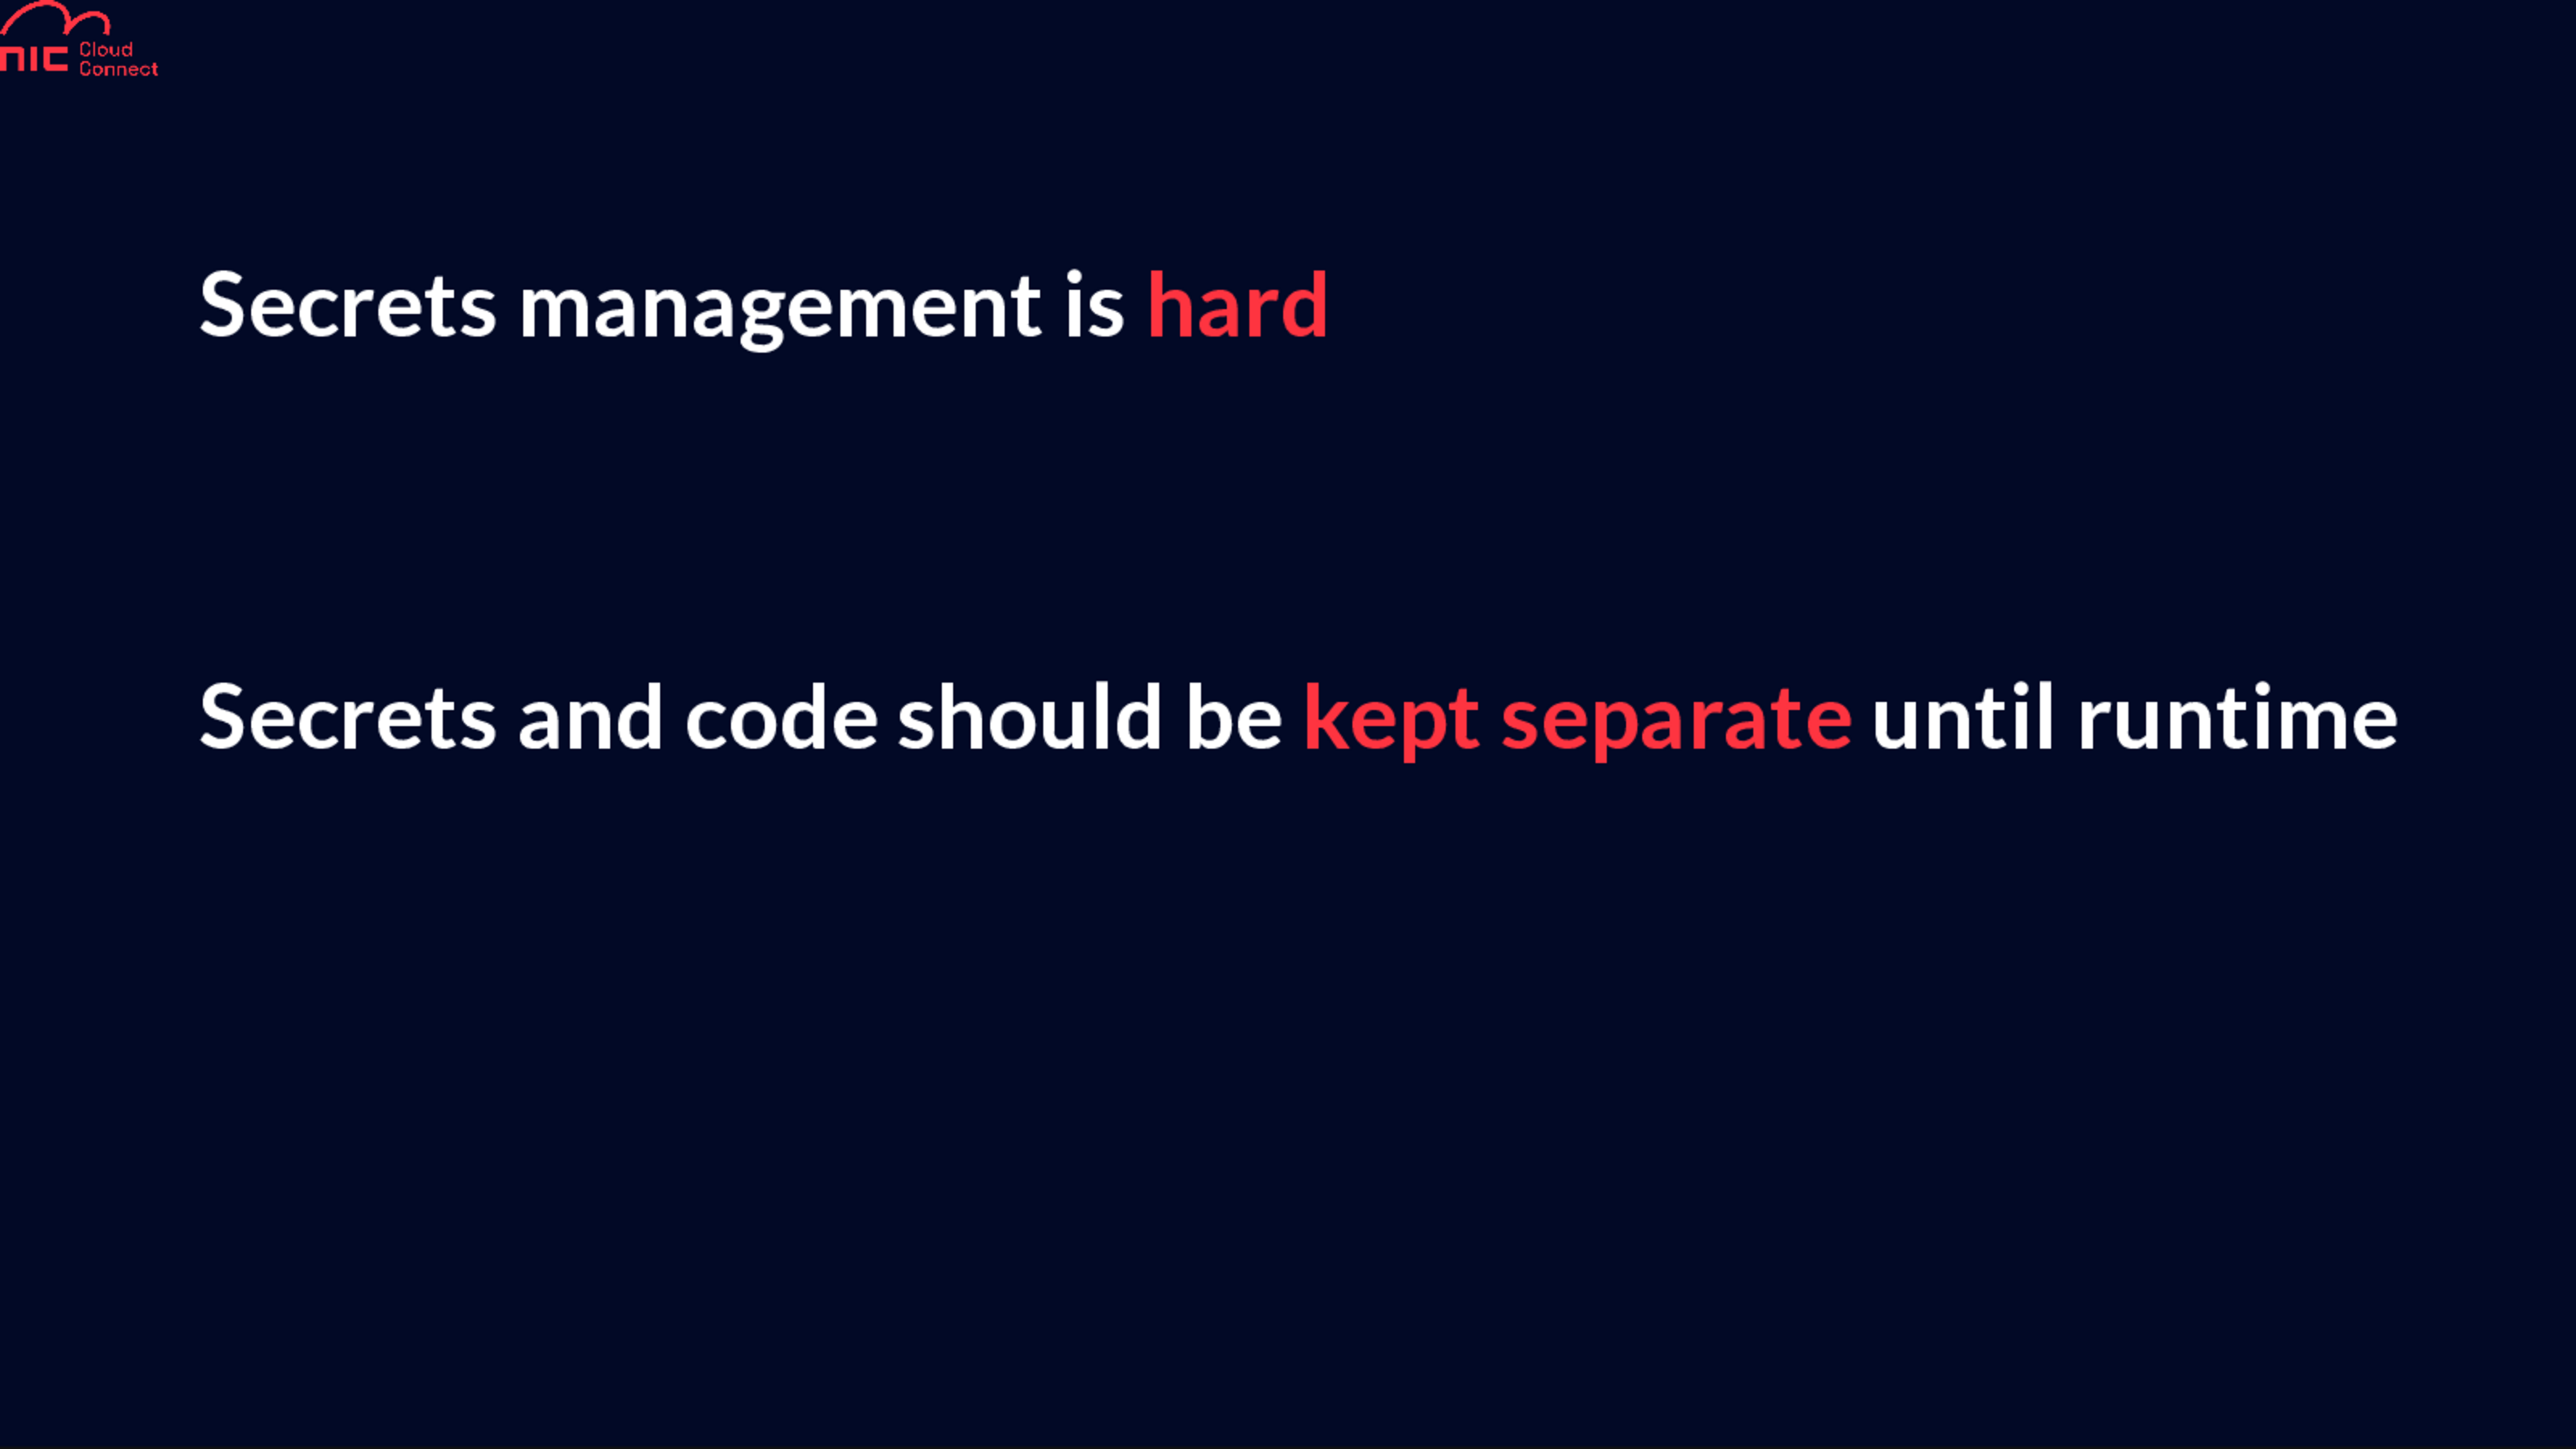 nic Cloud
Connect
Secrets management is hard
Secrets and code should be kept separate until runtime